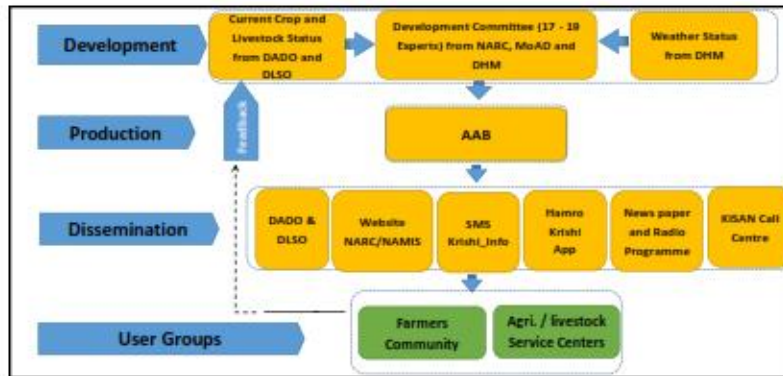 Development
Current Crop and
Livestock Status
from DADO and
DLSO
Development Committee (17 - 19
Experts) from NARC, MoAD and
DHM
Weather Status
from DHM
Feedback
Production
AAB
Dissemination
DADO &
DLSO
Website
NARC/NAMIS
SMS
Krishi_Info
Hamro
Krishi
App
News paper
and Radio
Programme
KISAN Call
Centre
User Groups
Farmers
Community
Agri. / livestock
Service Centers